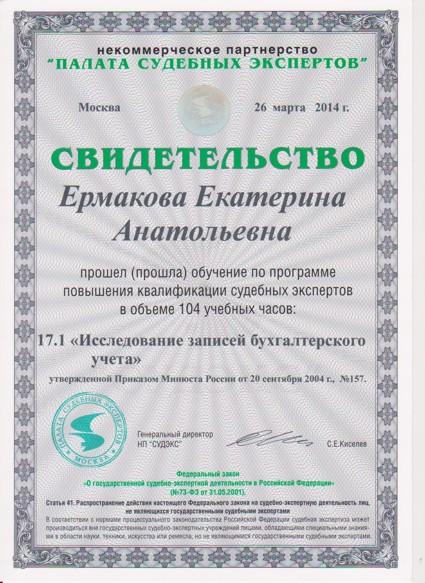 некоммерческое партнерство
"ПАЛАТА СУДЕБНЫХ ЭКСПЕРТОВ"
Москва 26 марта 2014 г.
СВИДЕТЕЛЬСТВО
Ермакова Екатерина
Анатольевна
прошел (прошла) обучение по программе
повышения квалификации судебных экспертов
в объеме 104 учебных часов:
17.1 «Исследование записей бухгалтерского
учета»
утвержденной Приказом Минюста России от 20 сентября 2004 г., №157.
ПАЛАТА СУДЕБНЫХ ЭКСПЕРТОВ
МОСКВА
Генеральный директор
НП "СУДЭКС" С.Е.Киселев
Федеральный закон
«О государственной судебно-экспертной деятельности в Российской Федерации»
(№73-ФЗ от 31.05.2001).
Статья 41. Распространение действия настоящего Федерального закона на судебно-экспертную деятельность лиц,
не являющихся государственными судебными экспертами
В соответствии с нормами процессуального законодательства Российской Федерации судебная экспертиза может
производиться вне государственных судебно-экспертных учреждений лицами, обладающими специальными знани-
ями в области науки, техники, искусства или ремесла, но не являющимися государственными судебными экспертами.